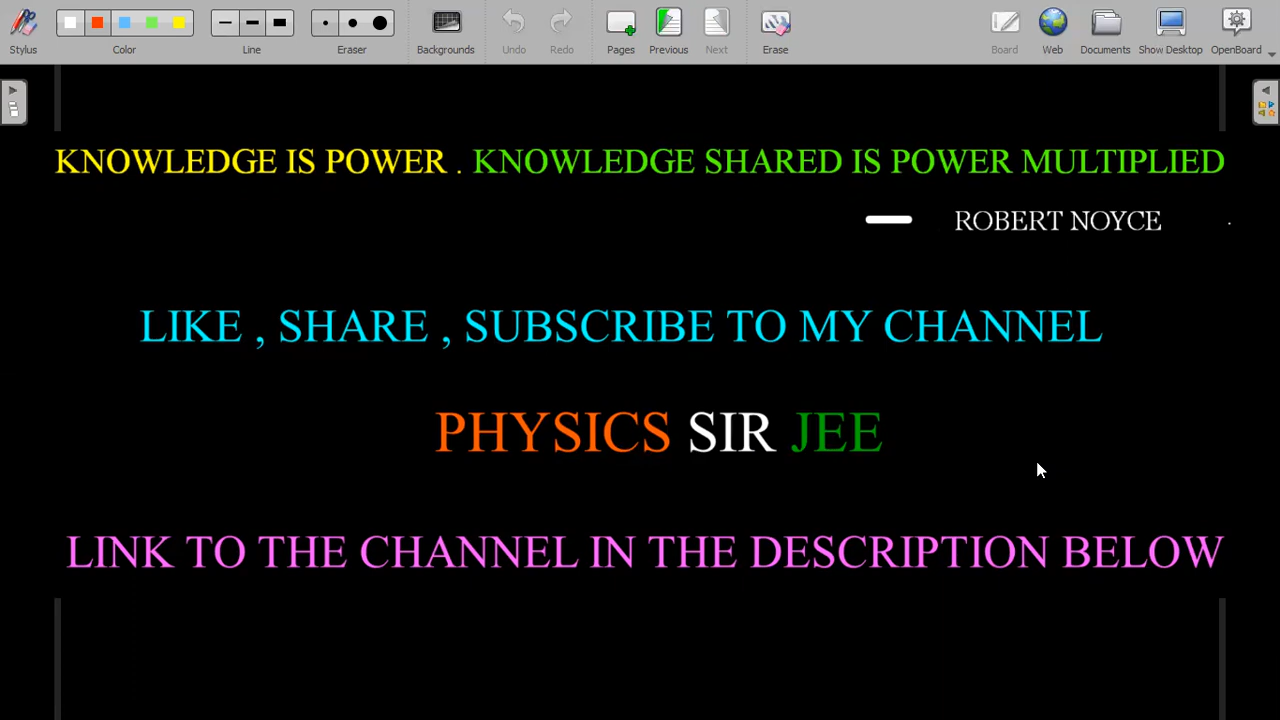 Stylus Color Line Eraser Backgrounds Undo Redo Pages Previous Next Erase Board Web Documents Show Desktop OpenBoard
KNOWLEDGE IS POWER . KNOWLEDGE SHARED IS POWER MULTIPLIED
— ROBERT NOYCE .
LIKE , SHARE , SUBSCRIBE TO MY CHANNEL
PHYSICS SIR JEE
LINK TO THE CHANNEL IN THE DESCRIPTION BELOW